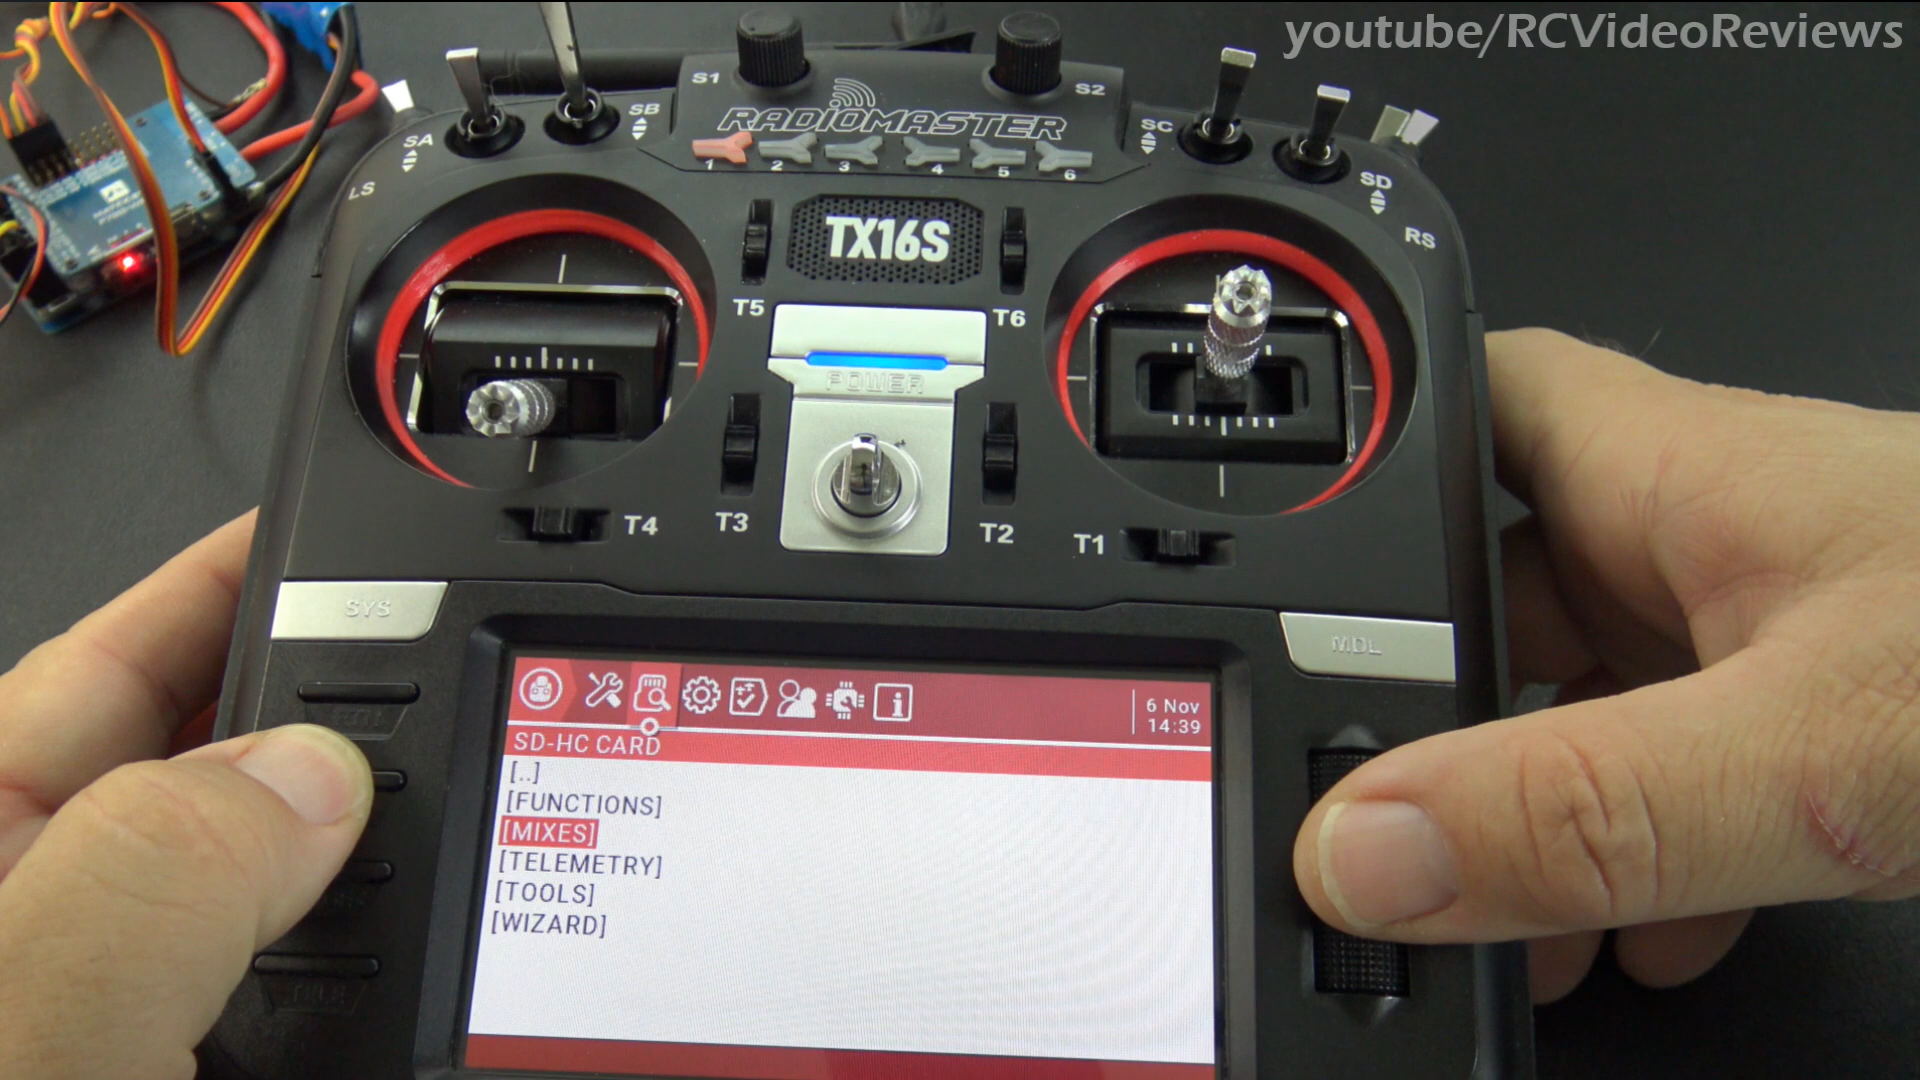 youtube/RCVideoReviews
S1
S2
SB
SA
RADIOMASTER
SC
SD
1
2
3
4
5
6
LS
RS
TX16S
T5
T6
POWER
T4
T3
T2
T1
SYS
MDL
6 Nov
14:39
SD-HC CARD
[..]
[FUNCTIONS]
[MIXES]
[TELEMETRY]
[TOOLS]
[WIZARD]
TELE